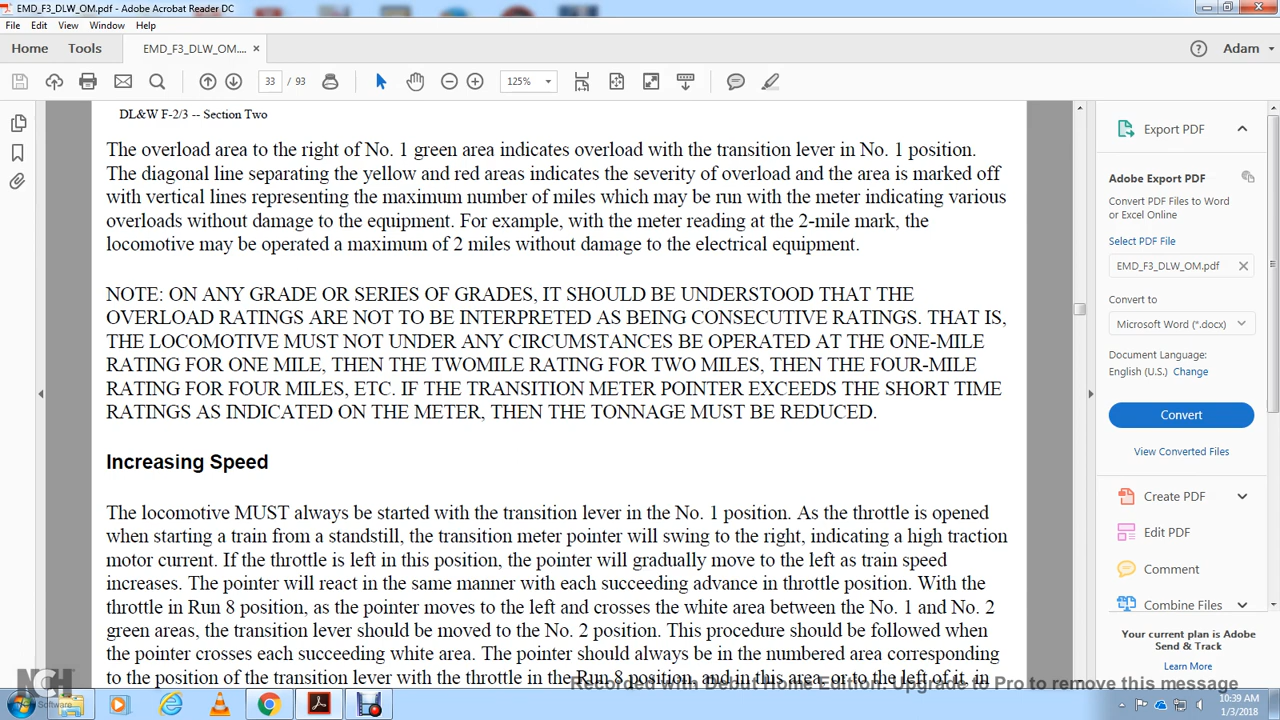 EMD_F3_DLW_OM.pdf - Adobe Acrobat Reader DC
File Edit View Window Help
Home Tools EMD_F3_DLW_OM.... × Adam
33 / 93 125%
DL&W F-2/3 -- Section Two
The overload area to the right of No. 1 green area indicates overload with the transition lever in No. 1 position.
The diagonal line separating the yellow and red areas indicates the severity of overload and the area is marked off
with vertical lines representing the maximum number of miles which may be run with the meter indicating various
overloads without damage to the equipment. For example, with the meter reading at the 2-mile mark, the
locomotive may be operated a maximum of 2 miles without damage to the electrical equipment.
NOTE: ON ANY GRADE OR SERIES OF GRADES, IT SHOULD BE UNDERSTOOD THAT THE
OVERLOAD RATINGS ARE NOT TO BE INTERPRETED AS BEING CONSECUTIVE RATINGS. THAT IS,
THE LOCOMOTIVE MUST NOT UNDER ANY CIRCUMSTANCES BE OPERATED AT THE ONE-MILE
RATING FOR ONE MILE, THEN THE TWOMILE RATING FOR TWO MILES, THEN THE FOUR-MILE
RATING FOR FOUR MILES, ETC. IF THE TRANSITION METER POINTER EXCEEDS THE SHORT TIME
RATINGS AS INDICATED ON THE METER, THEN THE TONNAGE MUST BE REDUCED.
Increasing Speed
The locomotive MUST always be started with the transition lever in the No. 1 position. As the throttle is opened
when starting a train from a standstill, the transition meter pointer will swing to the right, indicating a high traction
motor current. If the throttle is left in this position, the pointer will gradually move to the left as train speed
increases. The pointer will react in the same manner with each succeeding advance in throttle position. With the
throttle in Run 8 position, as the pointer moves to the left and crosses the white area between the No. 1 and No. 2
green areas, the transition lever should be moved to the No. 2 position. This procedure should be followed when
the pointer crosses each succeeding white area. The pointer should always be in the numbered area corresponding
to the position of the transition lever with the throttle in the Run 8 position, nor in this area or to the left of it, in
Export PDF
Adobe Export PDF
Convert PDF Files to Word
or Excel Online
Select PDF File
EMD_F3_DLW_OM.pdf
Convert to
Microsoft Word (*.docx)
Document Language:
English (U.S.) Change
Convert
View Converted Files
Create PDF
Edit PDF
Comment
Combine Files
Your current plan is Adobe
Send & Track
Learn More
Recorded with Debut Home Edition. Upgrade to Pro to remove this message
NCH
Software
10:39 AM
1/3/2018